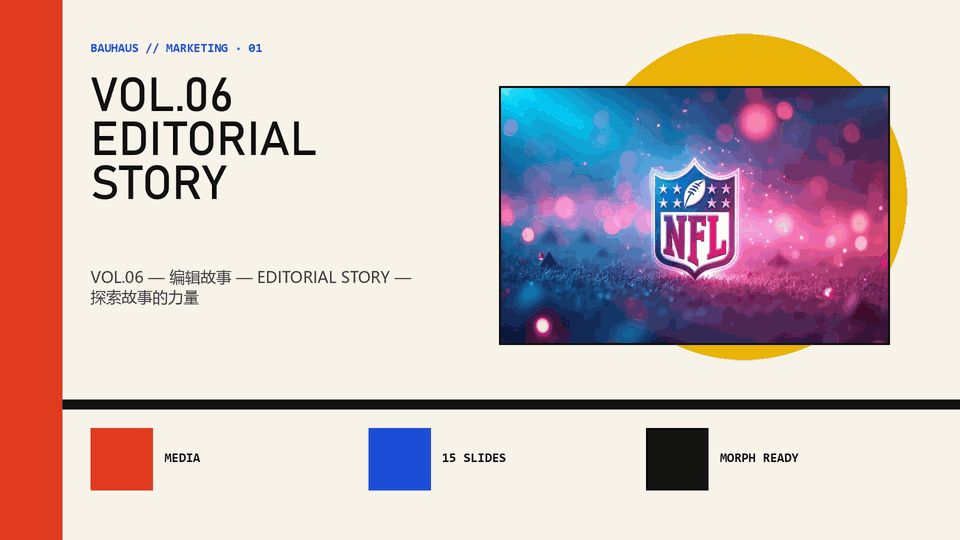 BAUHAUS // MARKETING · 01
VOL.06
EDITORIAL
STORY
VOL.06 — 编辑故事 — EDITORIAL STORY —
探索故事的力量
NFL
MEDIA
15 SLIDES
MORPH READY